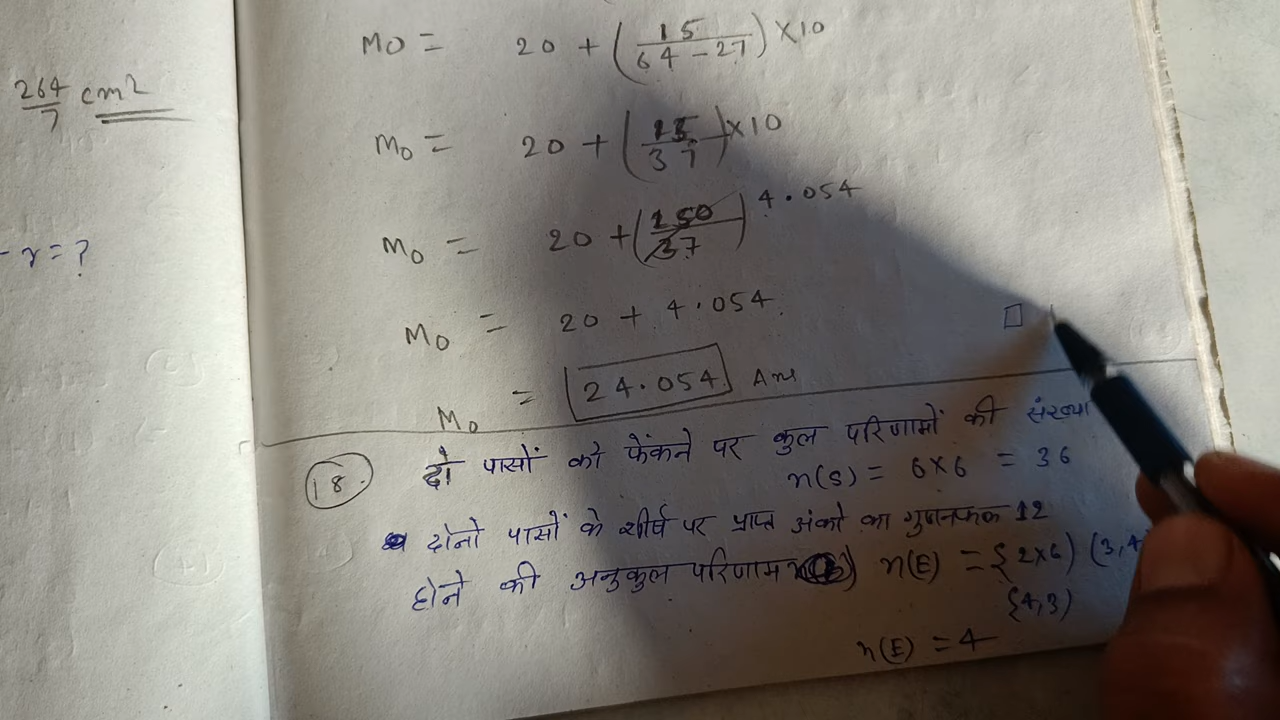 264/7 cm2
r = ?
MO = 20 + (15/64-27) × 10
Mo = 20 + (15/37) × 10
Mo = 20 + (150/37) 4.054
Mo = 20 + 4.054
Mo = 24.054 Ans
18. दो पासों को फेंकने पर कुल परिणामों की संख्या
n(S) = 6×6 = 36
दोनो पासों के शीर्ष पर प्राप्त अंको का गुणनफल 12
होने की अनुकुल परिणाम n(E) = {2×6) (3,4
{4,3)
n(E) = 4